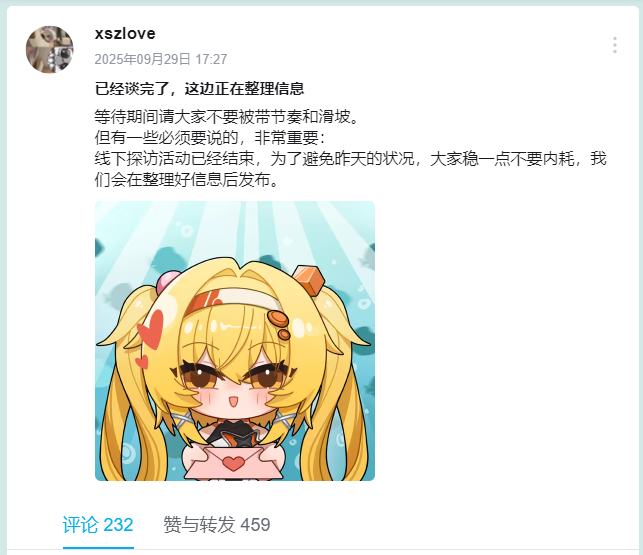 xszlove
2025年09月29日 17:27
已经谈完了，这边正在整理信息
等待期间请大家不要被带节奏和滑坡。
但有一些必须要说的，非常重要：
线下探访活动已经结束，为了避免昨天的状况，大家稳一点不要内耗，我
们会在整理好信息后发布。
评论 232
赞与转发 459